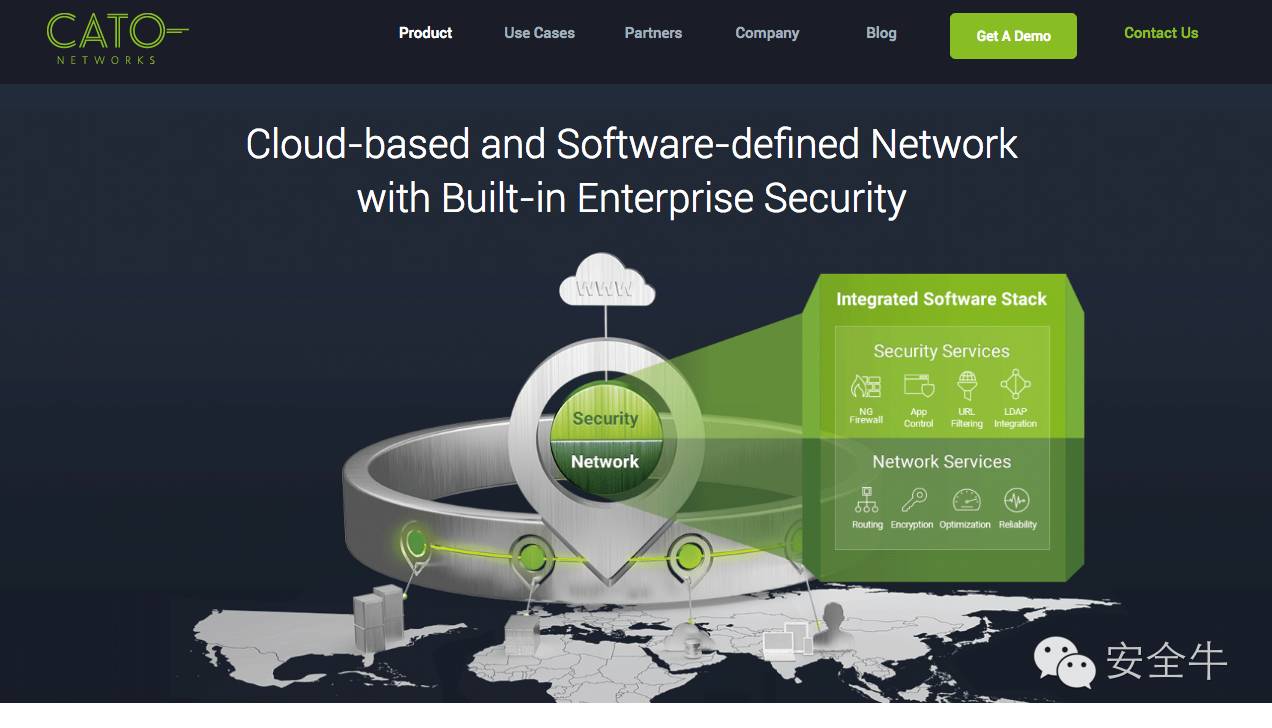 CATO
NETWORKS
Product
Use Cases
Partners
Company
Blog
Get A Demo
Contact Us
Cloud-based and Software-defined Network
with Built-in Enterprise Security
WWW
Security
Network
Integrated Software Stack
Security Services
NG
Firewall
App
Control
URL
Filtering
LDAP
Integration
Network Services
Routing
Encryption
Optimization
Reliability
安全牛